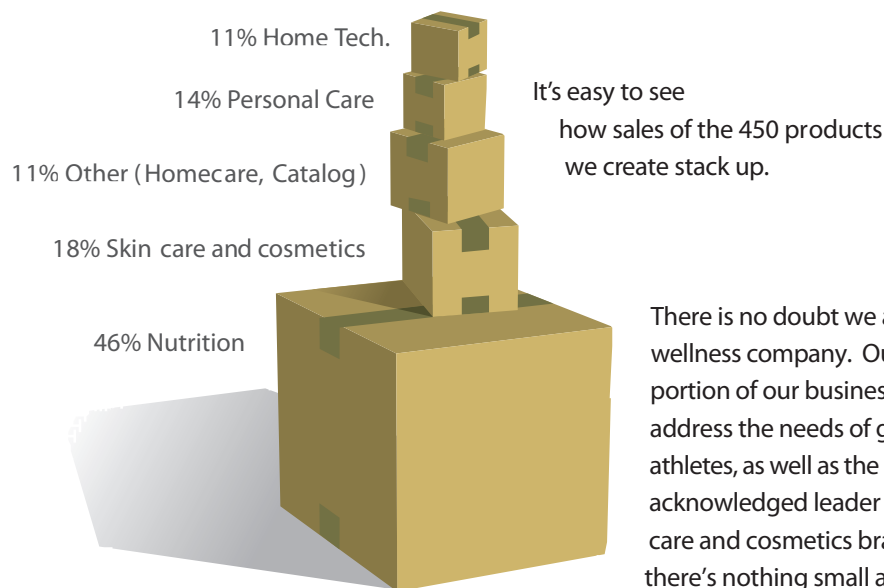 11% Home Tech.
14% Personal Care
11% Other (Homecare, Catalog)
18% Skin care and cosmetics
46% Nutrition
It's easy to see
how sales of the 450 products
we create stack up.
There is no doubt we a
wellness company. Ou
portion of our busines
address the needs of g
athletes, as well as the
acknowledged leader
care and cosmetics bra
there's nothing small a